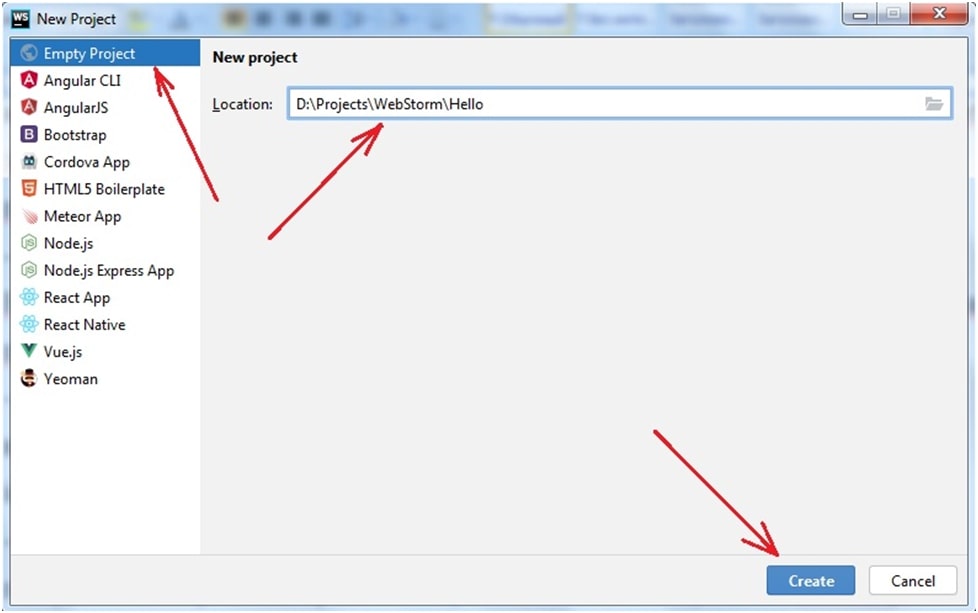 WS New Project
Empty Project
Angular CLI
AngularJS
Bootstrap
Cordova App
HTML5 Boilerplate
Meteor App
Node.js
Node.js Express App
React App
React Native
Vue.js
Yeoman
New project
Location: D:\Projects\WebStorm\Hello
Create Cancel